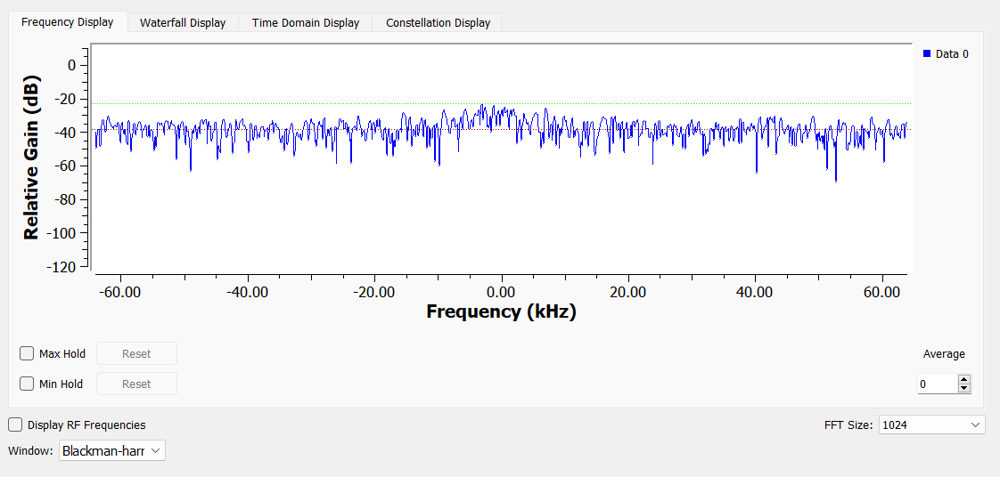 Frequency Display Waterfall Display Time Domain Display Constellation Display
Data 0
Relative Gain (dB)
0
-20
-40
-60
-80
-100
-120
-60.00 -40.00 -20.00 0.00 20.00 40.00 60.00
Frequency (kHz)
Max Hold Reset
Average
Min Hold Reset
0
Display RF Frequencies
FFT Size: 1024
Window: Blackman-harr